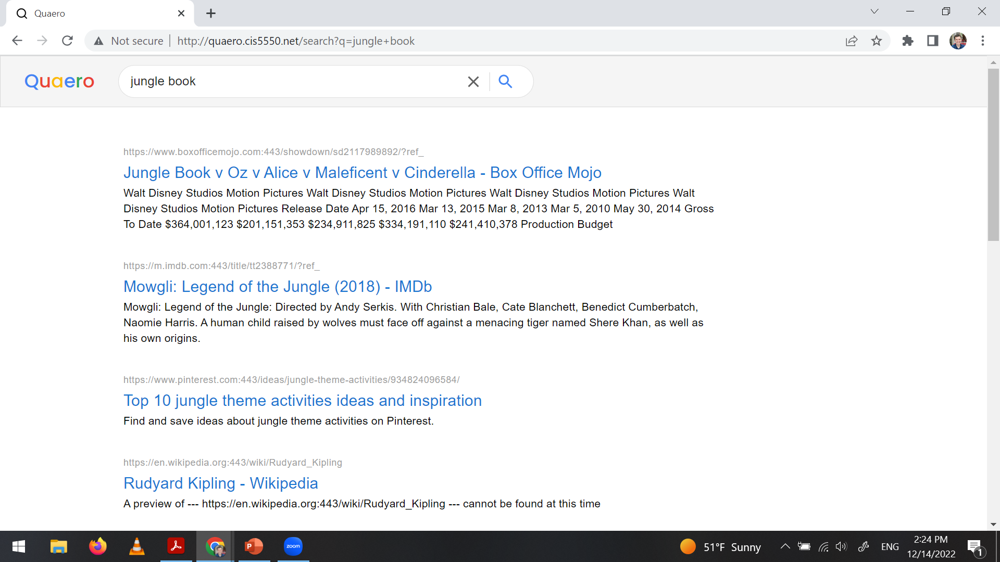 Quaero
Not secure
http://quaero.cis5550.net/search?q=jungle+book
Quaero
jungle book
https://www.boxofficemojo.com:443/showdown/sd2117989892/?ref_
Jungle Book v Oz v Alice v Maleficent v Cinderella - Box Office Mojo
Walt Disney Studios Motion Pictures Walt Disney Studios Motion Pictures Walt Disney Studios Motion Pictures Walt
Disney Studios Motion Pictures Release Date Apr 15, 2016 Mar 13, 2015 Mar 8, 2013 Mar 5, 2010 May 30, 2014 Gross
To Date $364,001,123 $201,151,353 $234,911,825 $334,191,110 $241,410,378 Production Budget
https://m.imdb.com:443/title/tt2388771/?ref_
Mowgli: Legend of the Jungle (2018) - IMDb
Mowgli: Legend of the Jungle: Directed by Andy Serkis. With Christian Bale, Cate Blanchett, Benedict Cumberbatch,
Naomie Harris. A human child raised by wolves must face off against a menacing tiger named Shere Khan, as well as
his own origins.
https://www.pinterest.com:443/ideas/jungle-theme-activities/934824096584/
Top 10 jungle theme activities ideas and inspiration
Find and save ideas about jungle theme activities on Pinterest.
https://en.wikipedia.org:443/wiki/Rudyard_Kipling
Rudyard Kipling - Wikipedia
A preview of --- https://en.wikipedia.org:443/wiki/Rudyard_Kipling --- cannot be found at this time
P
zoom
51°F Sunny
ENG
2:24 PM
12/14/2022
1